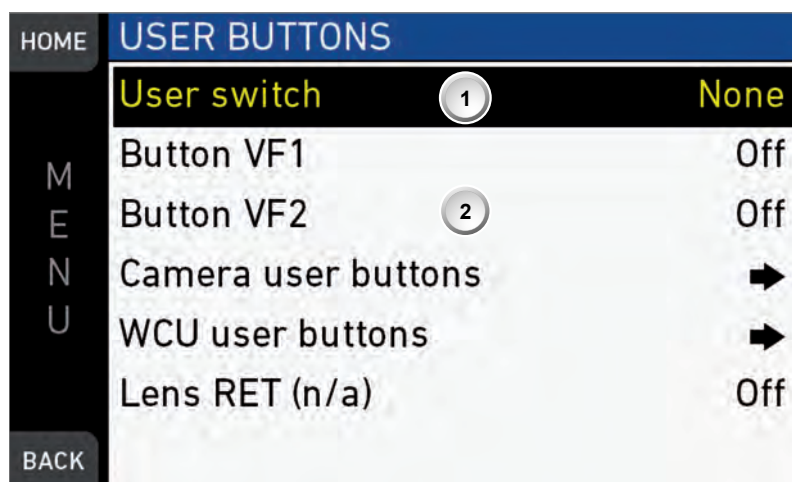 HOME USER BUTTONS
User switch 1 None
Button VF1 Off
Button VF2 2 Off
Camera user buttons
WCU user buttons
Lens RET (n/a) Off
MENU
BACK